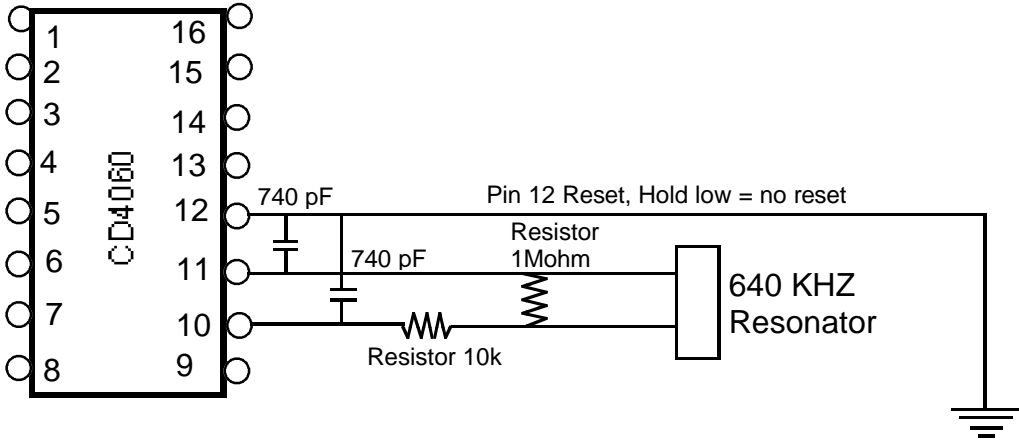 1
2
3
4
5
6
7
8
CD4060
16
15
14
13
12
11
10
9
740 pF
740 pF
Pin 12 Reset, Hold low = no reset
Resistor
1Mohm
Resistor 10k
640 KHZ
Resonator